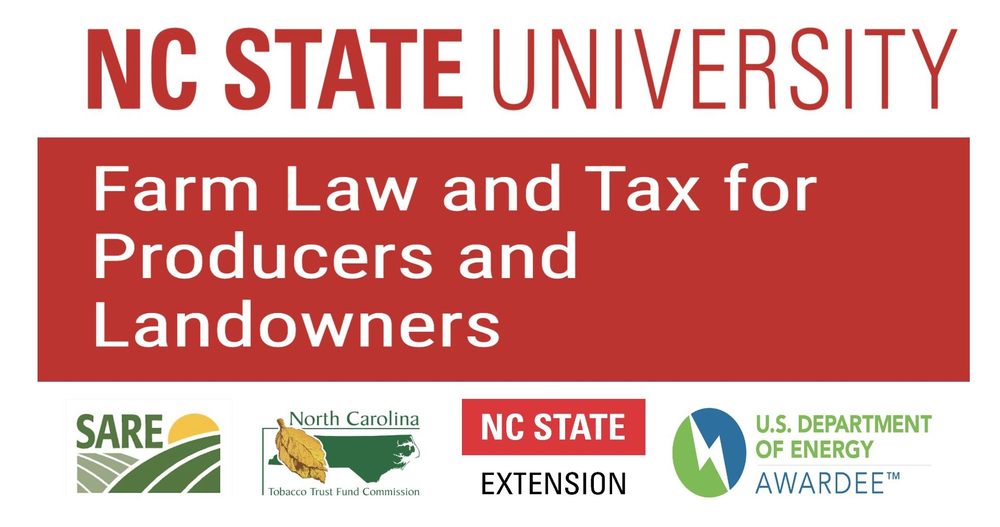 NC STATE UNIVERSITY
Farm Law and Tax for
Producers and
Landowners
SARE
North Carolina
Tobacco Trust Fund Commission
NC STATE
EXTENSION
U.S. DEPARTMENT
OF ENERGY
AWARDEE™